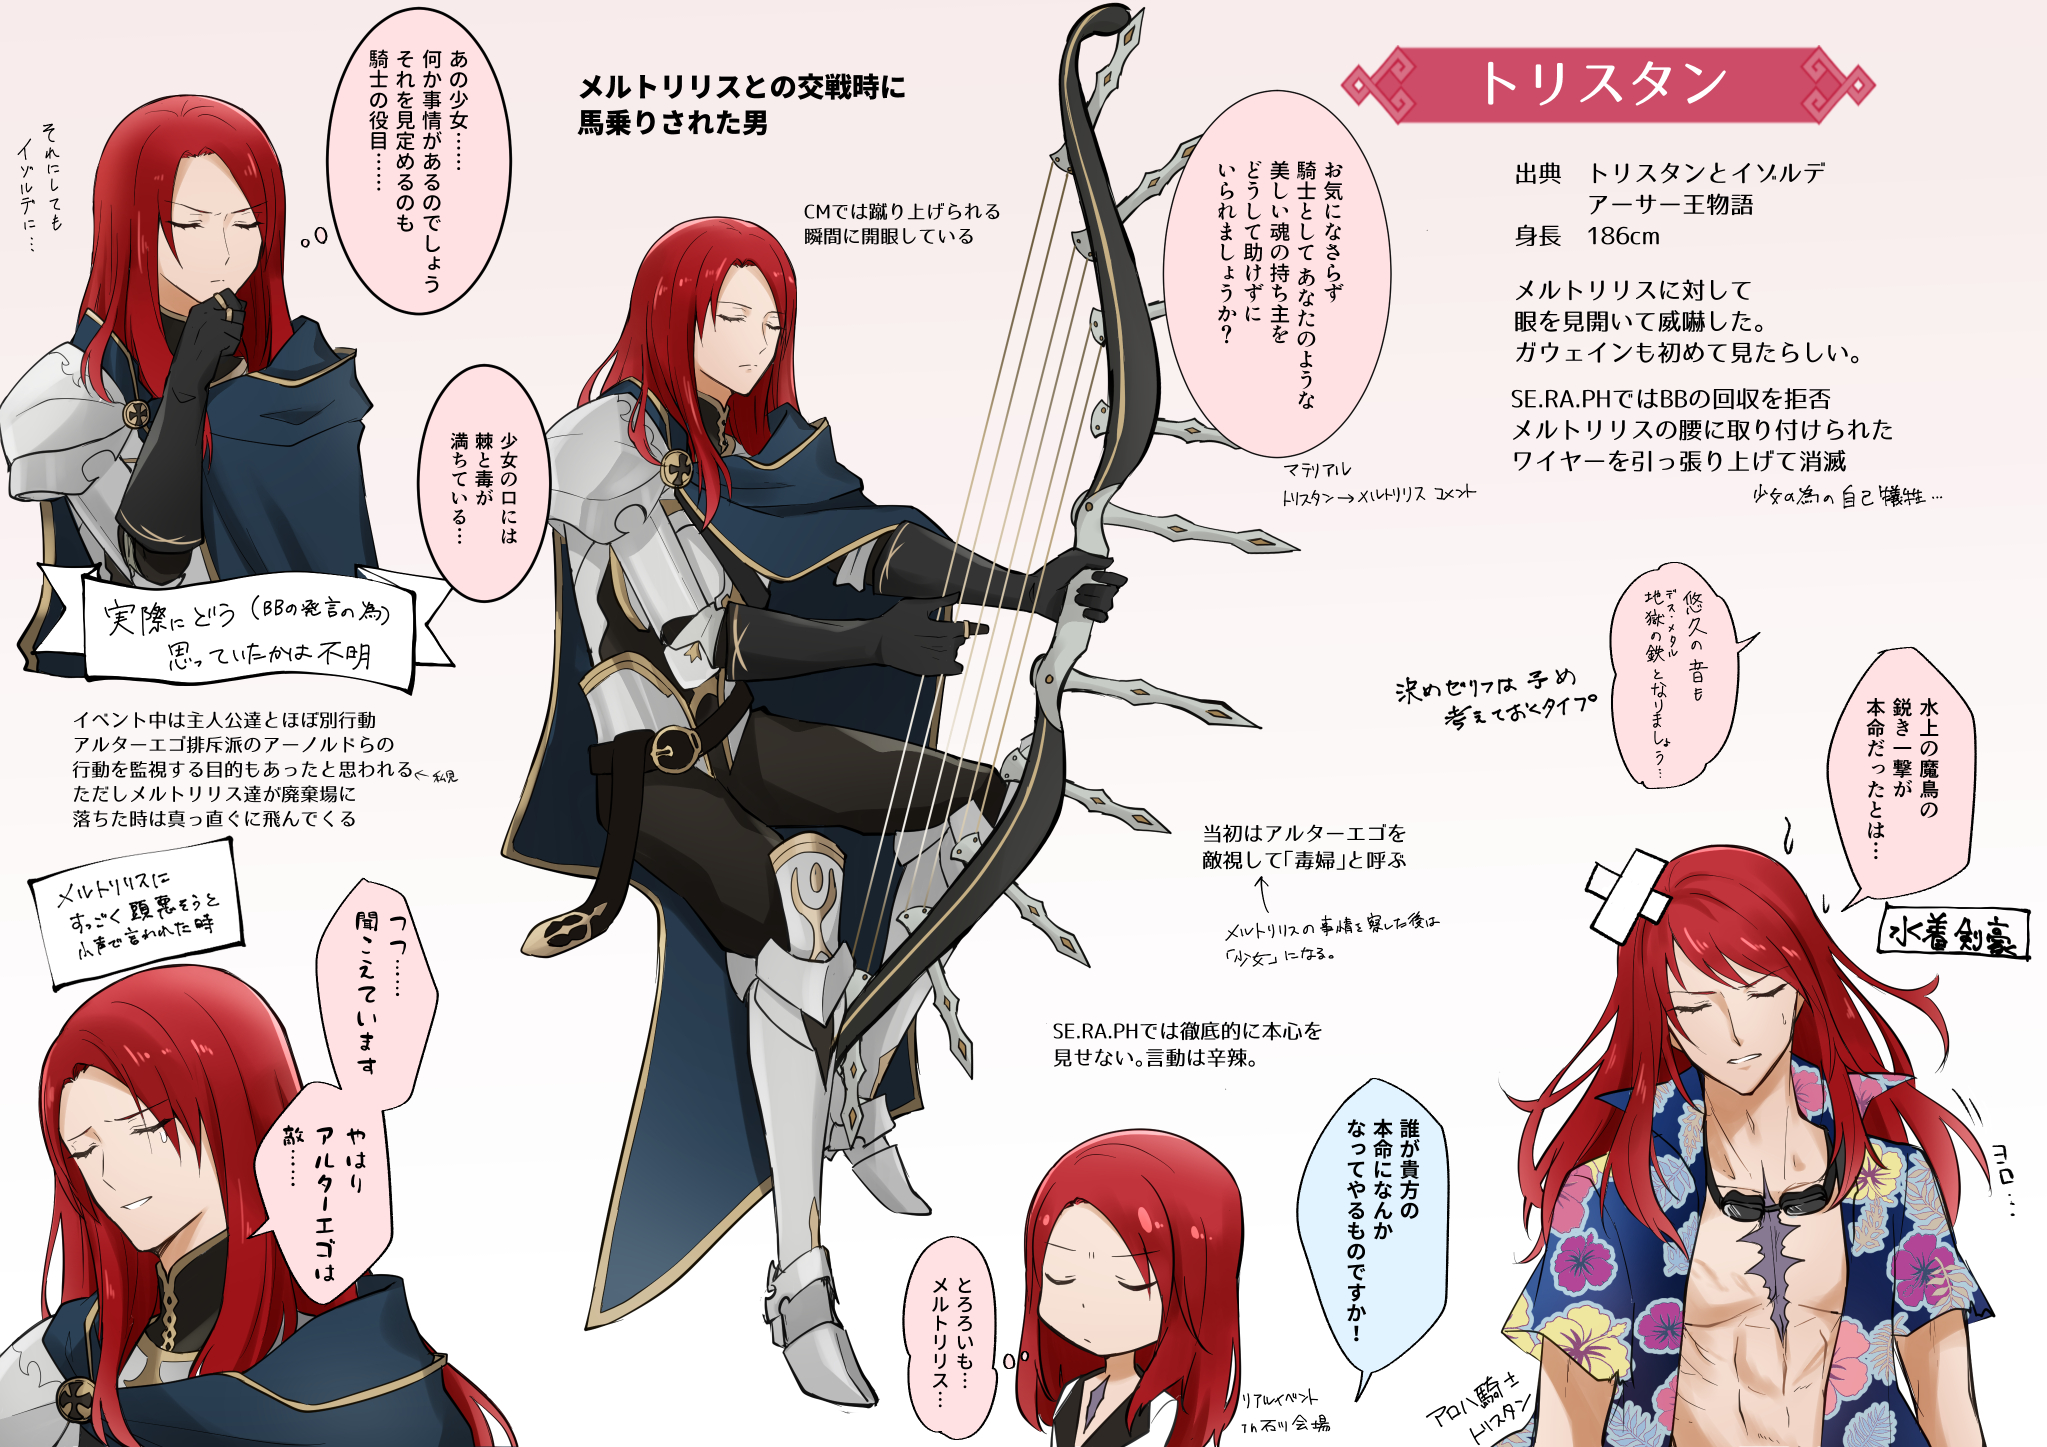 トリスタン
出典　トリスタンとイゾルデ
アーサー王物語
身長　186cm
メルトリリスに対して
眼を見開いて威嚇した。
ガウェインも初めて見たらしい。
SE.RA.PHではBBの回収を拒否
メルトリリスの腰に取り付けられた
ワイヤーを引っ張り上げて消滅
少女の為の自己犠牲…
メルトリリスとの交戦時に
馬乗りされた男
CMでは蹴り上げられる
瞬間に開眼している
お気になさらず
騎士としてあなたのような
美しい魂の持ち主を
どうして助けずに
いられましょうか？
マテリアル
トリスタン→メルトリリス コメント
あの少女……
何か事情があるのでしょう
それを見定めるのも
騎士の役目……
それにしても
イゾルデに…
少女の口には
棘と毒が
満ちている…
実際にどう（BBの発言の為）
思っていたかは不明
イベント中は主人公達とほぼ別行動
アルターエゴ排斥派のアーノルドらの
行動を監視する目的もあったと思われる←私見
ただしメルトリリス達が廃棄場に
落ちた時は真っ直ぐに飛んでくる
メルトリリスに
すっごく頭悪そうと
小声で言われた時
フフ……
聞こえています
やはり
アルターエゴは
敵……
当初はアルターエゴを
敵視して「毒婦」と呼ぶ
メルトリリスの事情を察した後は
「少女」になる。
SE.RA.PHでは徹底的に本心を
見せない。言動は辛辣。
決めゼリフは予め
考えておくタイプ
悠久の音も
地獄の鉄となりましょう…
デス・メタル
水上の魔鳥の
鋭き一撃が
本命だったとは…
水着剣豪
ヨロ…
アロハ騎士
トリスタン
誰が貴方の
本命になんか
なってやるものですか！
とろろいも…
メルトリリス…
リアルイベント
in 石川会場